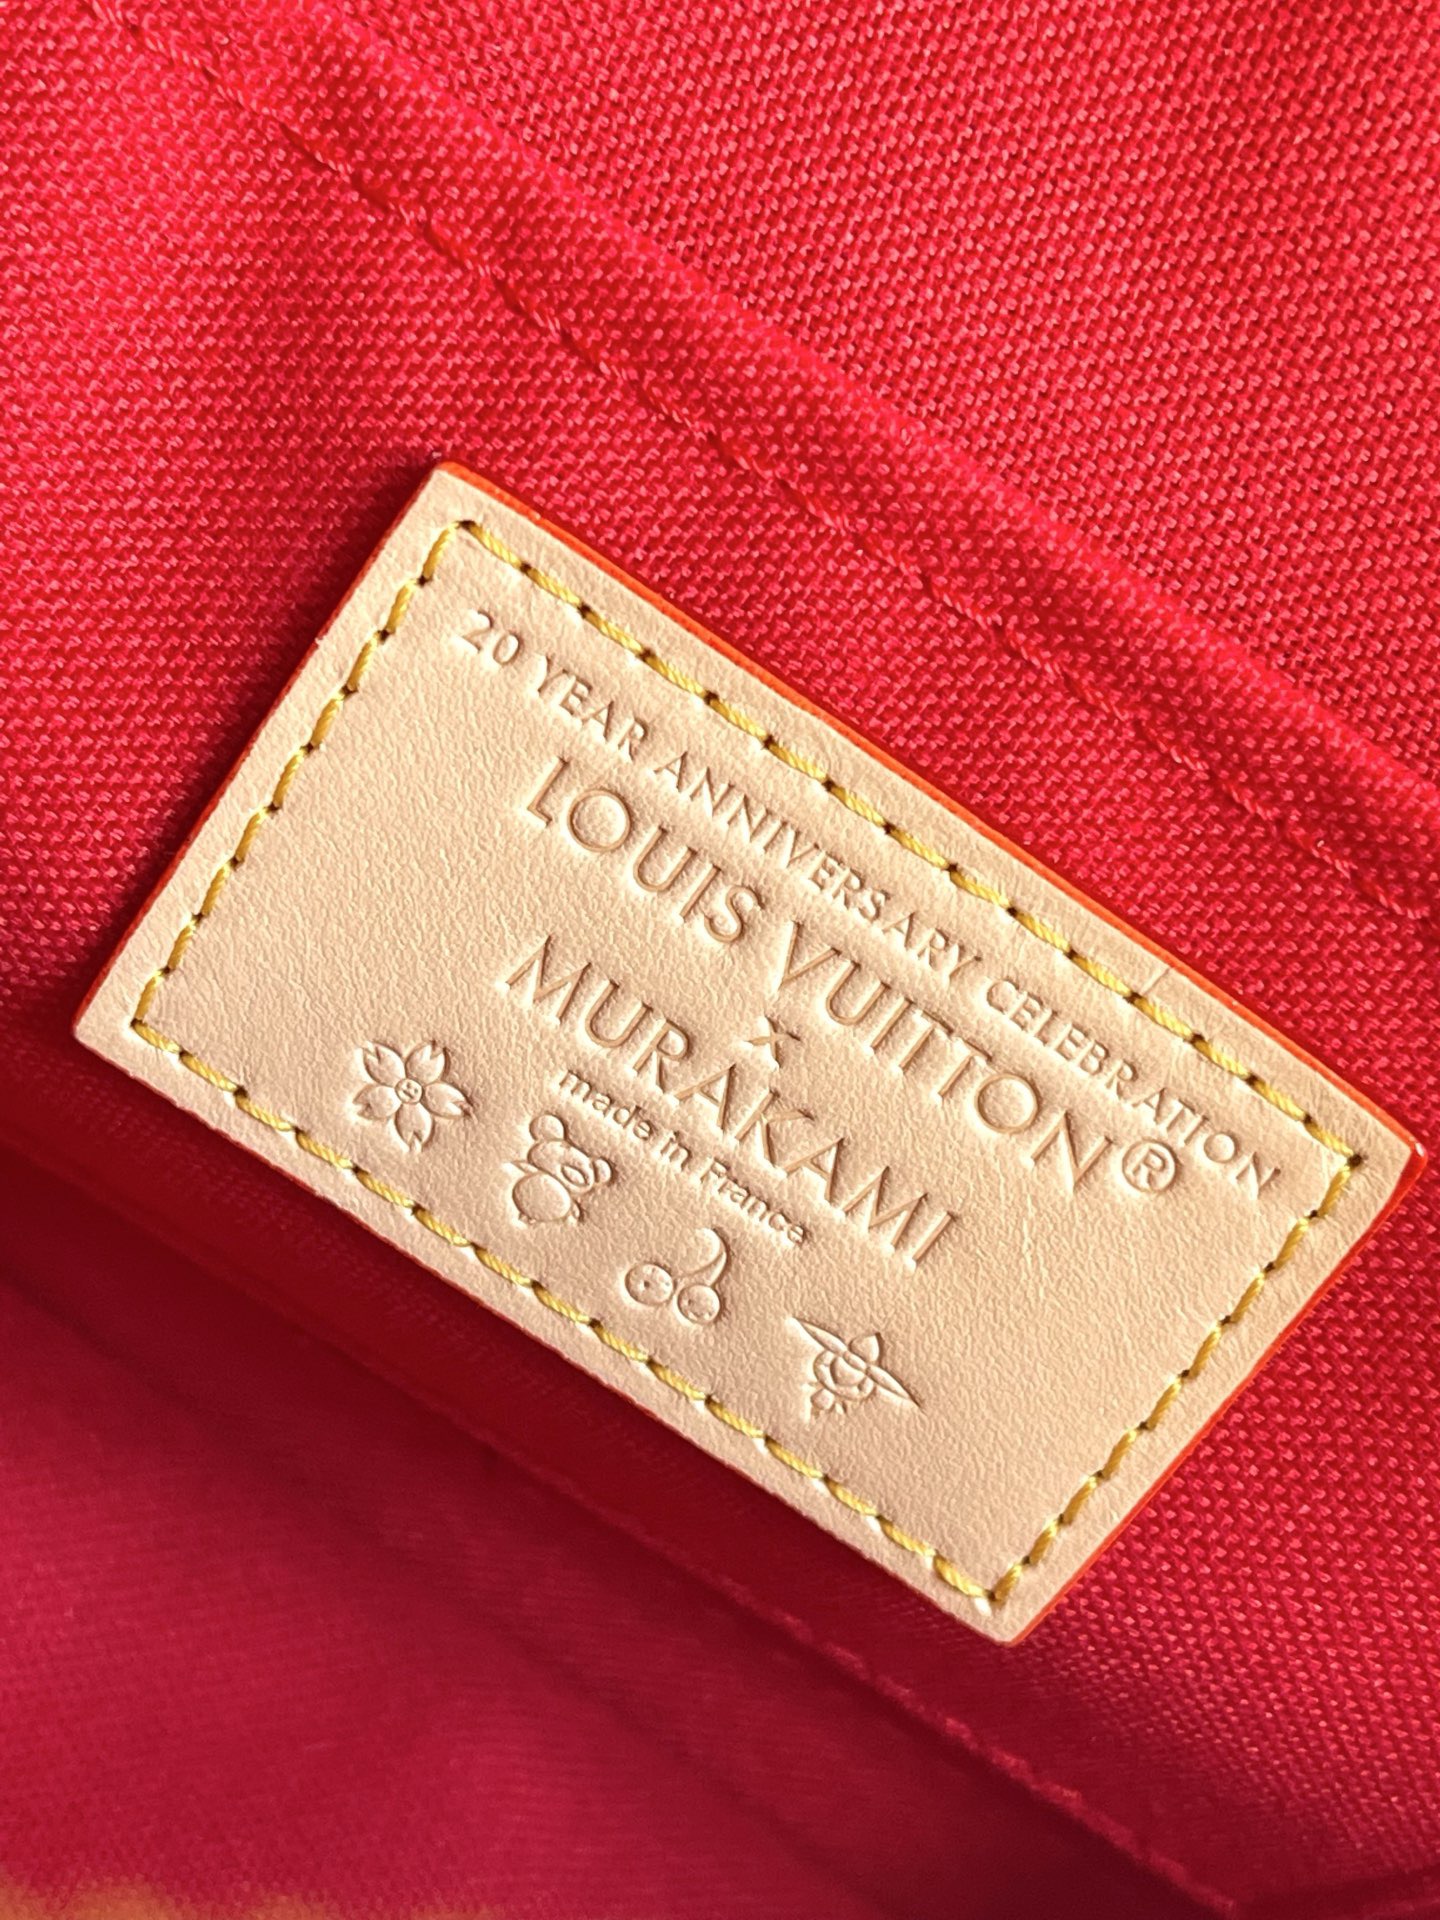 20 YEAR ANNIVERSARY CELEBRATION
LOUIS VUITTON®
x
MURAKAMI
made in France